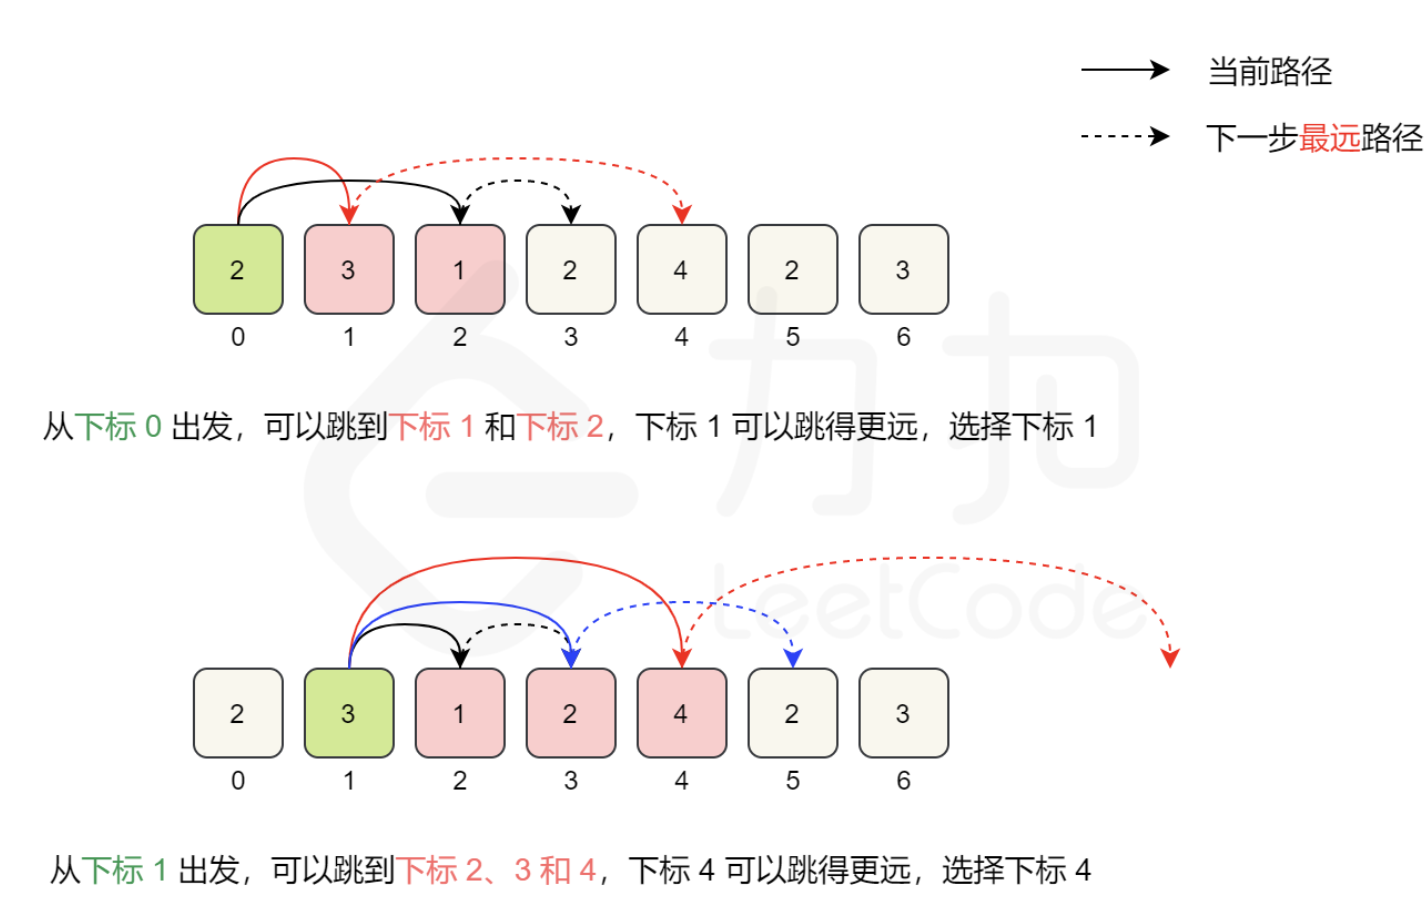 当前路径
下一步最远路径
2 3 1 2 4 2 3
0 1 2 3 4 5 6
从下标 0 出发，可以跳到下标 1 和下标 2，下标 1 可以跳得更远，选择下标 1
力扣
LeetCode
2 3 1 2 4 2 3
0 1 2 3 4 5 6
从下标 1 出发，可以跳到下标 2、3 和 4，下标 4 可以跳得更远，选择下标 4